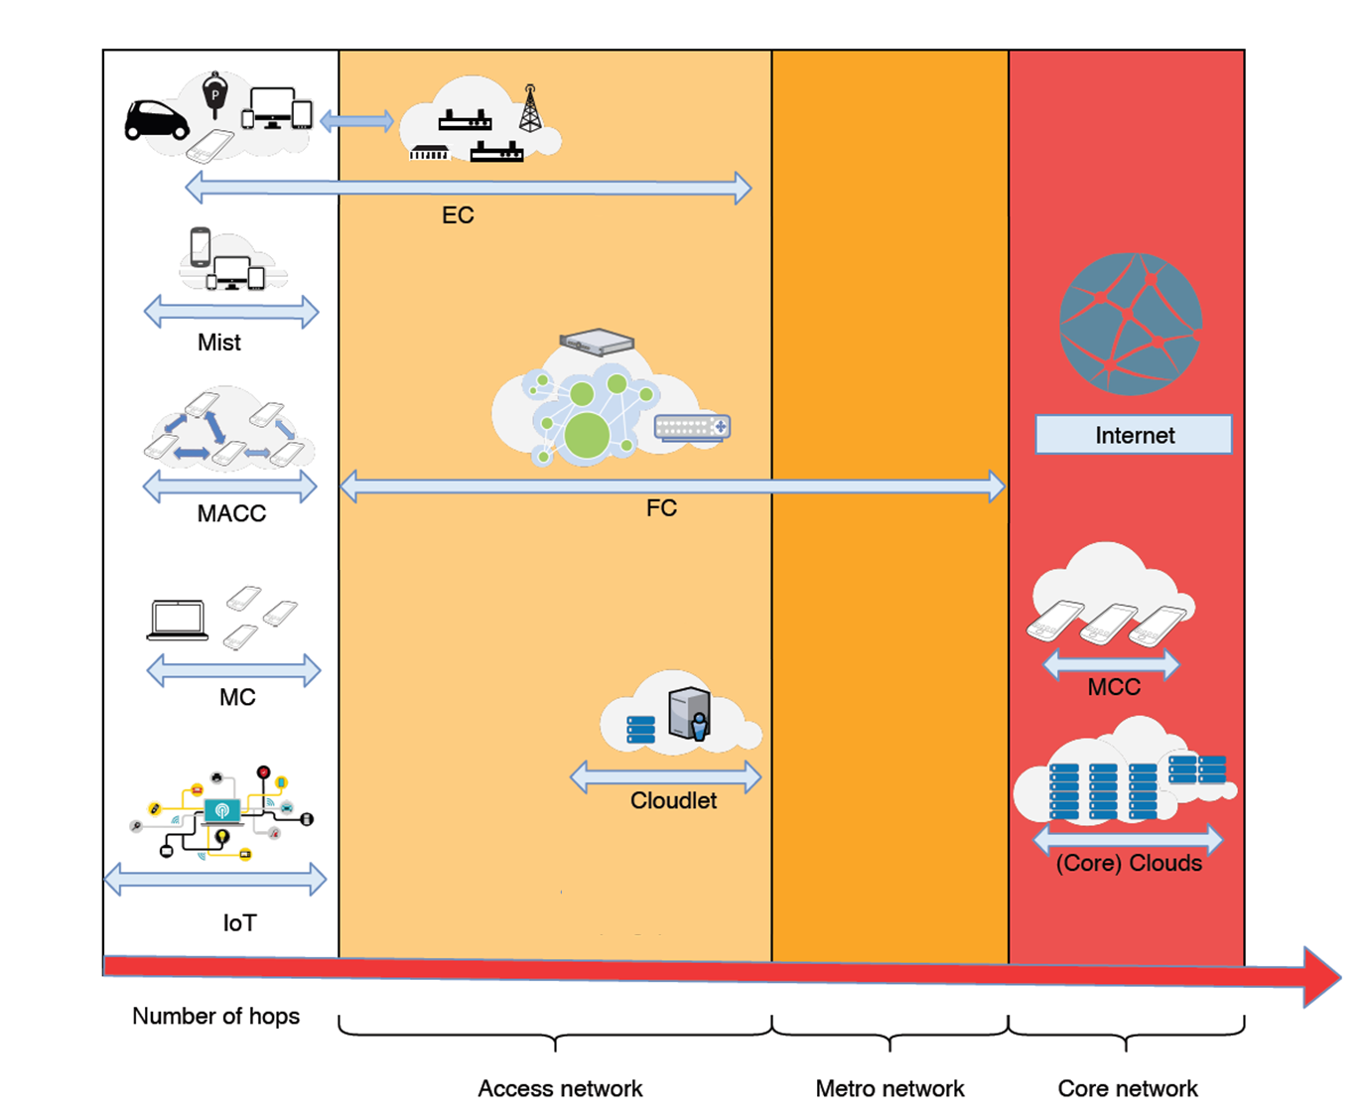 P
EC
Mist
Internet
MACC
FC
MC
MCC
Cloudlet
(Core) Clouds
IoT
Number of hops
Access network
Metro network
Core network